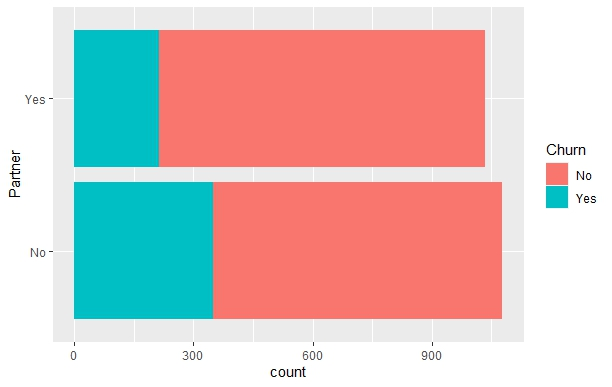 Yes
No
Partner
0
300
600
900
count
Churn
No
Yes